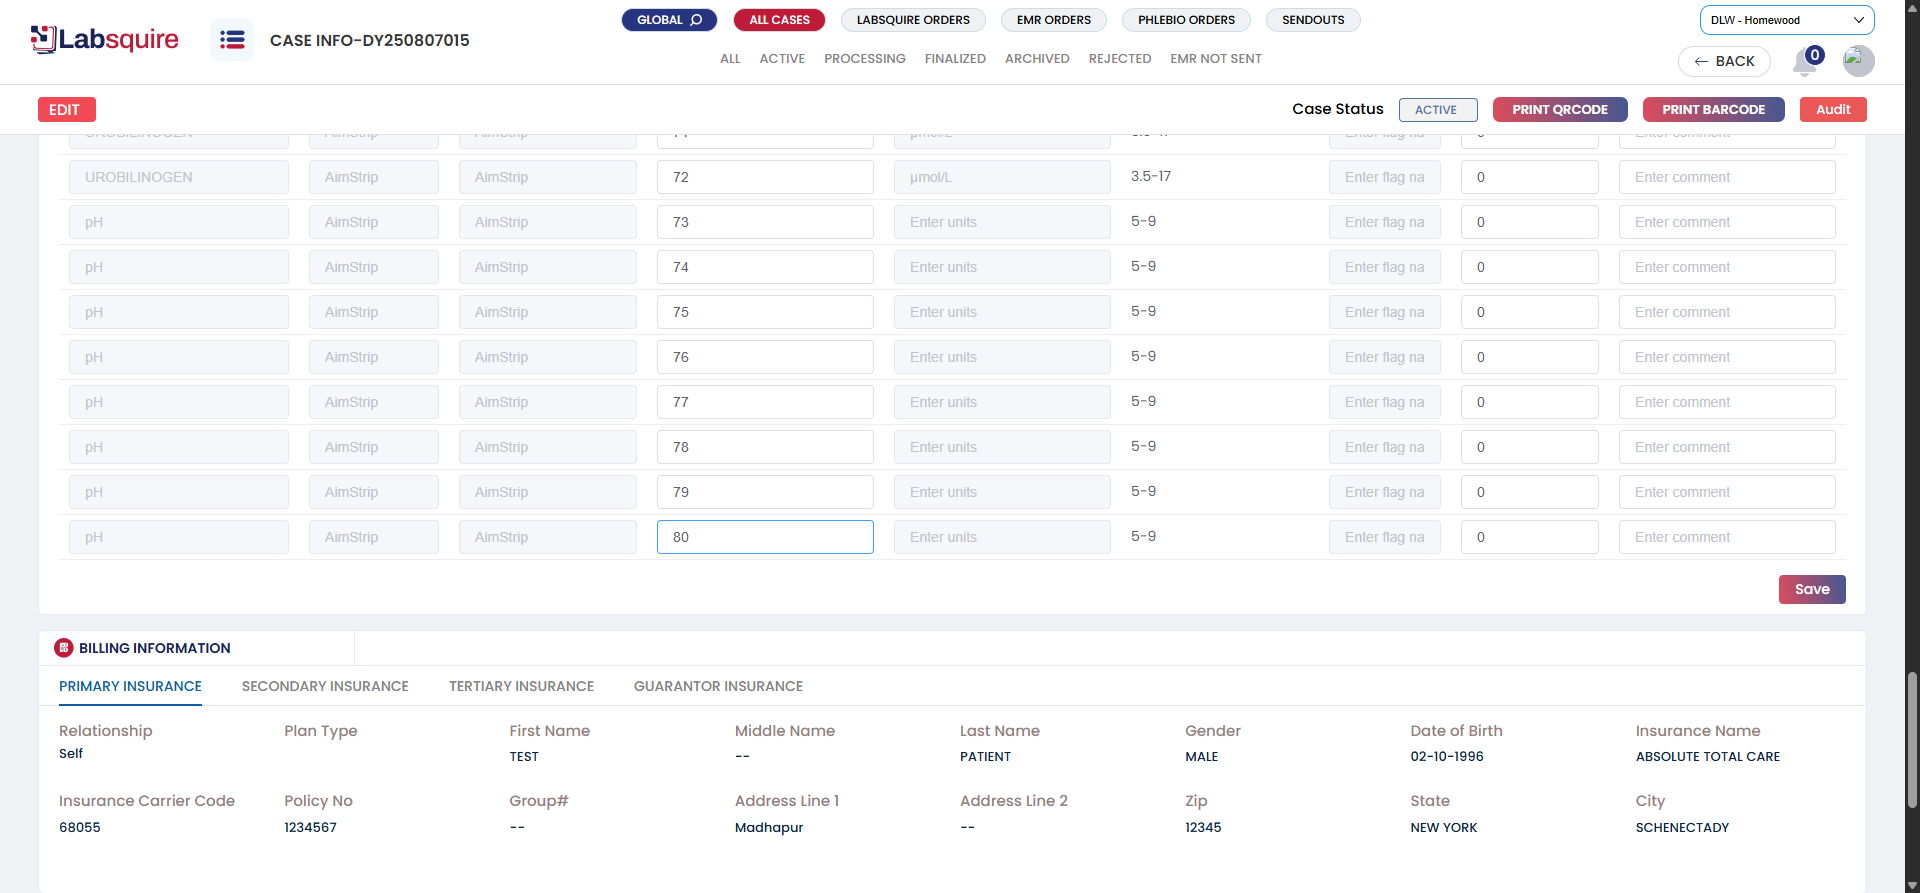 Labsquire
CASE INFO-DY250807015
GLOBAL ALL CASES LABSQUIRE ORDERS EMR ORDERS PHLEBIO ORDERS SENDOUTS
DLW - Homewood
ALL ACTIVE PROCESSING FINALIZED ARCHIVED REJECTED EMR NOT SENT
BACK 0
EDIT Case Status ACTIVE PRINT QRCODE PRINT BARCODE Audit
UROBILINOGEN AimStrip AimStrip 72 µmol/L 3.5-17 Enter flag na 0 Enter comment
pH AimStrip AimStrip 73 Enter units 5-9 Enter flag na 0 Enter comment
pH AimStrip AimStrip 74 Enter units 5-9 Enter flag na 0 Enter comment
pH AimStrip AimStrip 75 Enter units 5-9 Enter flag na 0 Enter comment
pH AimStrip AimStrip 76 Enter units 5-9 Enter flag na 0 Enter comment
pH AimStrip AimStrip 77 Enter units 5-9 Enter flag na 0 Enter comment
pH AimStrip AimStrip 78 Enter units 5-9 Enter flag na 0 Enter comment
pH AimStrip AimStrip 79 Enter units 5-9 Enter flag na 0 Enter comment
pH AimStrip AimStrip 80 Enter units 5-9 Enter flag na 0 Enter comment
Save
BILLING INFORMATION
PRIMARY INSURANCE SECONDARY INSURANCE TERTIARY INSURANCE GUARANTOR INSURANCE
Relationship Plan Type First Name Middle Name Last Name Gender Date of Birth Insurance Name
Self TEST -- PATIENT MALE 02-10-1996 ABSOLUTE TOTAL CARE
Insurance Carrier Code Policy No Group# Address Line 1 Address Line 2 Zip State City
68055 1234567 -- Madhapur -- 12345 NEW YORK SCHENECTADY